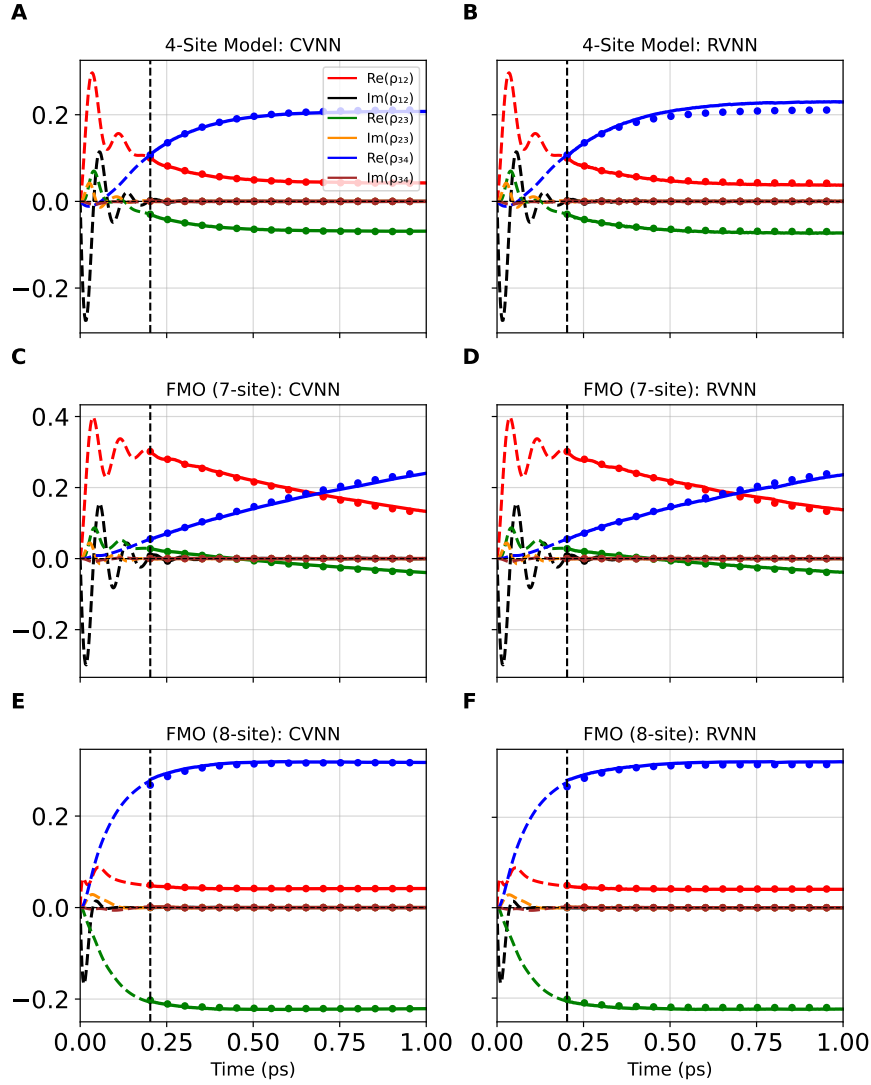 A
B
4-Site Model: CVNN
4-Site Model: RVNN
Re(ρ₁₂)
Im(ρ₁₂)
Re(ρ₂₃)
Im(ρ₂₃)
Re(ρ₃₄)
Im(ρ₃₄)
0.2
0.0
−0.2
C
D
FMO (7-site): CVNN
FMO (7-site): RVNN
0.4
0.2
0.0
−0.2
E
F
FMO (8-site): CVNN
FMO (8-site): RVNN
0.2
0.0
−0.2
0.00 0.25 0.50 0.75 1.00
0.00 0.25 0.50 0.75 1.00
Time (ps)
Time (ps)